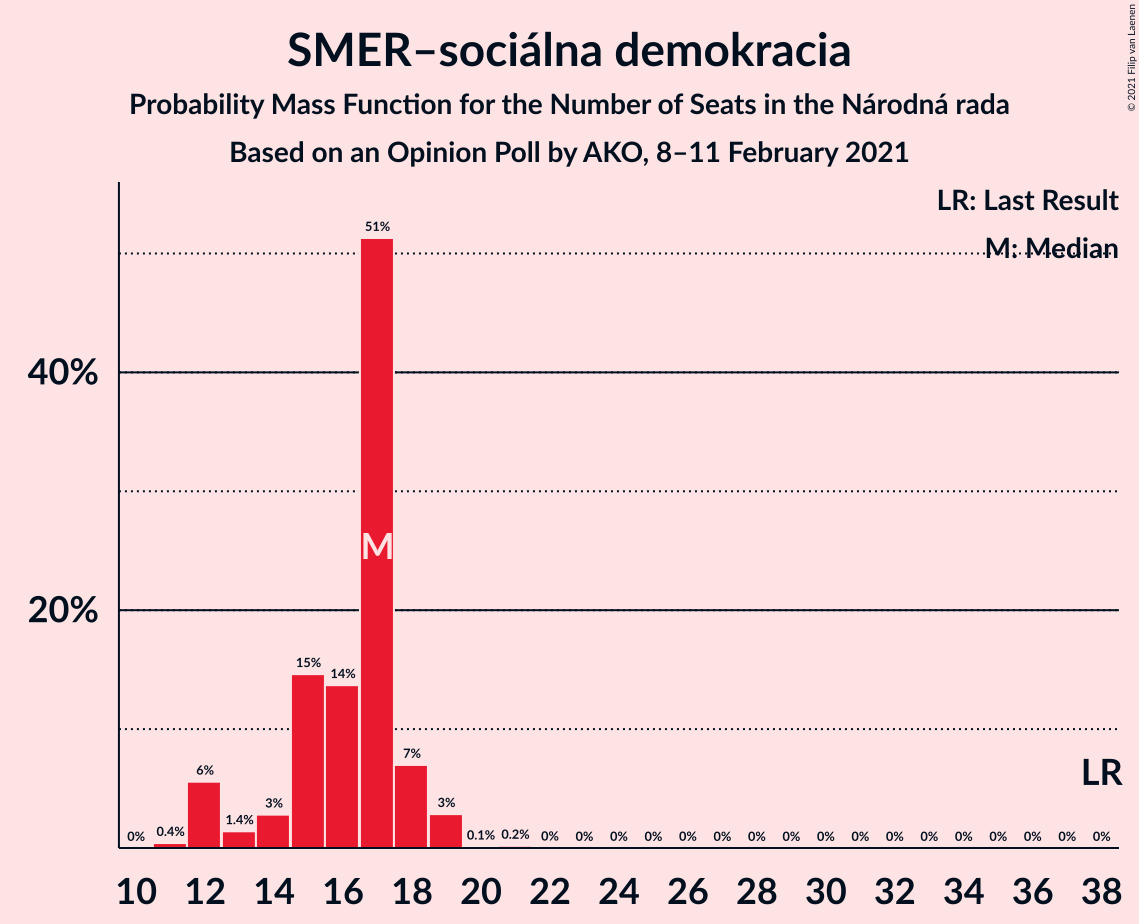 SMER–sociálna demokracia
Probability Mass Function for the Number of Seats in the Národná rada
Based on an Opinion Poll by AKO, 8–11 February 2021
© 2021 Filip van Laenen
LR: Last Result
M: Median
40%
20%
51%
M
15%
14%
7%
6%
3%
3%
1.4%
0.4%
0%
0.1%
0.2%
0% 0% 0% 0% 0% 0% 0% 0% 0% 0% 0% 0% 0% 0% 0% 0% 0%
LR
10 12 14 16 18 20 22 24 26 28 30 32 34 36 38